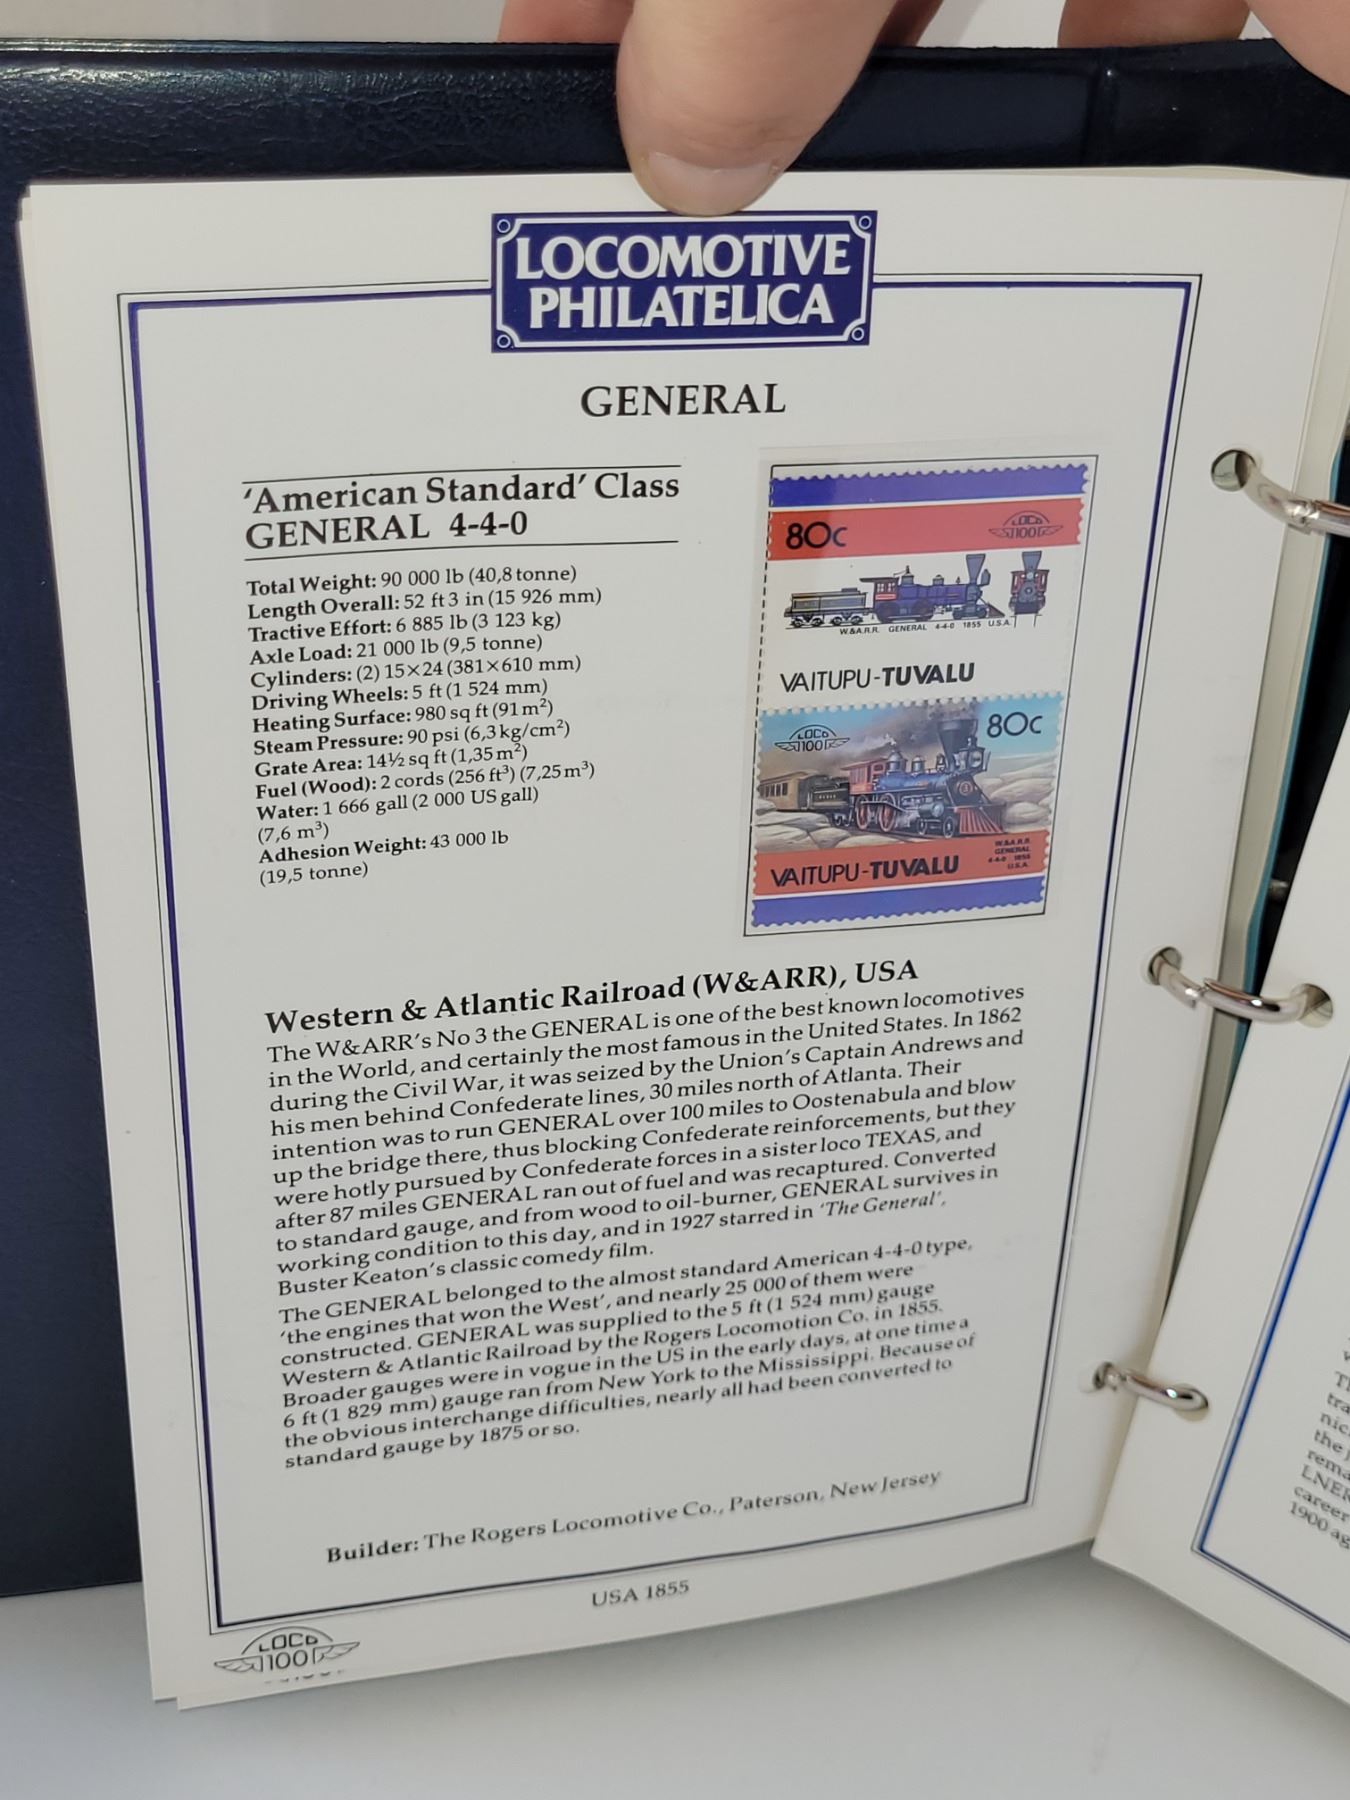 LOCOMOTIVE
PHILATELICA
GENERAL
'American Standard' Class
GENERAL 4-4-0
Total Weight: 90 000 lb (40,8 tonne)
Length Overall: 52 ft 3 in (15 926 mm)
Tractive Effort: 6 885 lb (3 123 kg)
Axle Load: 21 000 lb (9,5 tonne)
Cylinders: (2) 15×24 (381×610 mm)
Driving Wheels: 5 ft (1 524 mm)
Heating Surface: 980 sq ft (91 m²)
Steam Pressure: 90 psi (6,3 kg/cm²)
Grate Area: 14½ sq ft (1,35 m²)
Fuel (Wood): 2 cords (256 ft³) (7,25 m³)
Water: 1 666 gall (2 000 US gall)
(7,6 m³)
Adhesion Weight: 43 000 lb
(19,5 tonne)
80c
LOCO
100
W.&A.R.R. GENERAL 4-4-0 1855 U.S.A.
VAITUPU-TUVALU
LOCO
100
80c
VAITUPU-TUVALU
W.&A.R.R.
GENERAL
4-4-0 1855
U.S.A.
Western & Atlantic Railroad (W&ARR), USA
The W&ARR's No 3 the GENERAL is one of the best known locomotives
in the World, and certainly the most famous in the United States. In 1862
during the Civil War, it was seized by the Union's Captain Andrews and
his men behind Confederate lines, 30 miles north of Atlanta. Their
intention was to run GENERAL over 100 miles to Oostenabula and blow
up the bridge there, thus blocking Confederate reinforcements, but they
were hotly pursued by Confederate forces in a sister loco TEXAS, and
after 87 miles GENERAL ran out of fuel and was recaptured. Converted
to standard gauge, and from wood to oil-burner, GENERAL survives in
working condition to this day, and in 1927 starred in 'The General',
Buster Keaton's classic comedy film.
The GENERAL belonged to the almost standard American 4-4-0 type,
'the engines that won the West', and nearly 25 000 of them were
constructed. GENERAL was supplied to the 5 ft (1 524 mm) gauge
Western & Atlantic Railroad by the Rogers Locomotion Co. in 1855.
Broader gauges were in vogue in the US in the early days, at one time a
6 ft (1 829 mm) gauge ran from New York to the Mississippi. Because of
the obvious interchange difficulties, nearly all had been converted to
standard gauge by 1875 or so.
Builder: The Rogers Locomotive Co., Paterson, New Jersey
USA 1855
LOCO
100
the
LNER
career
1900